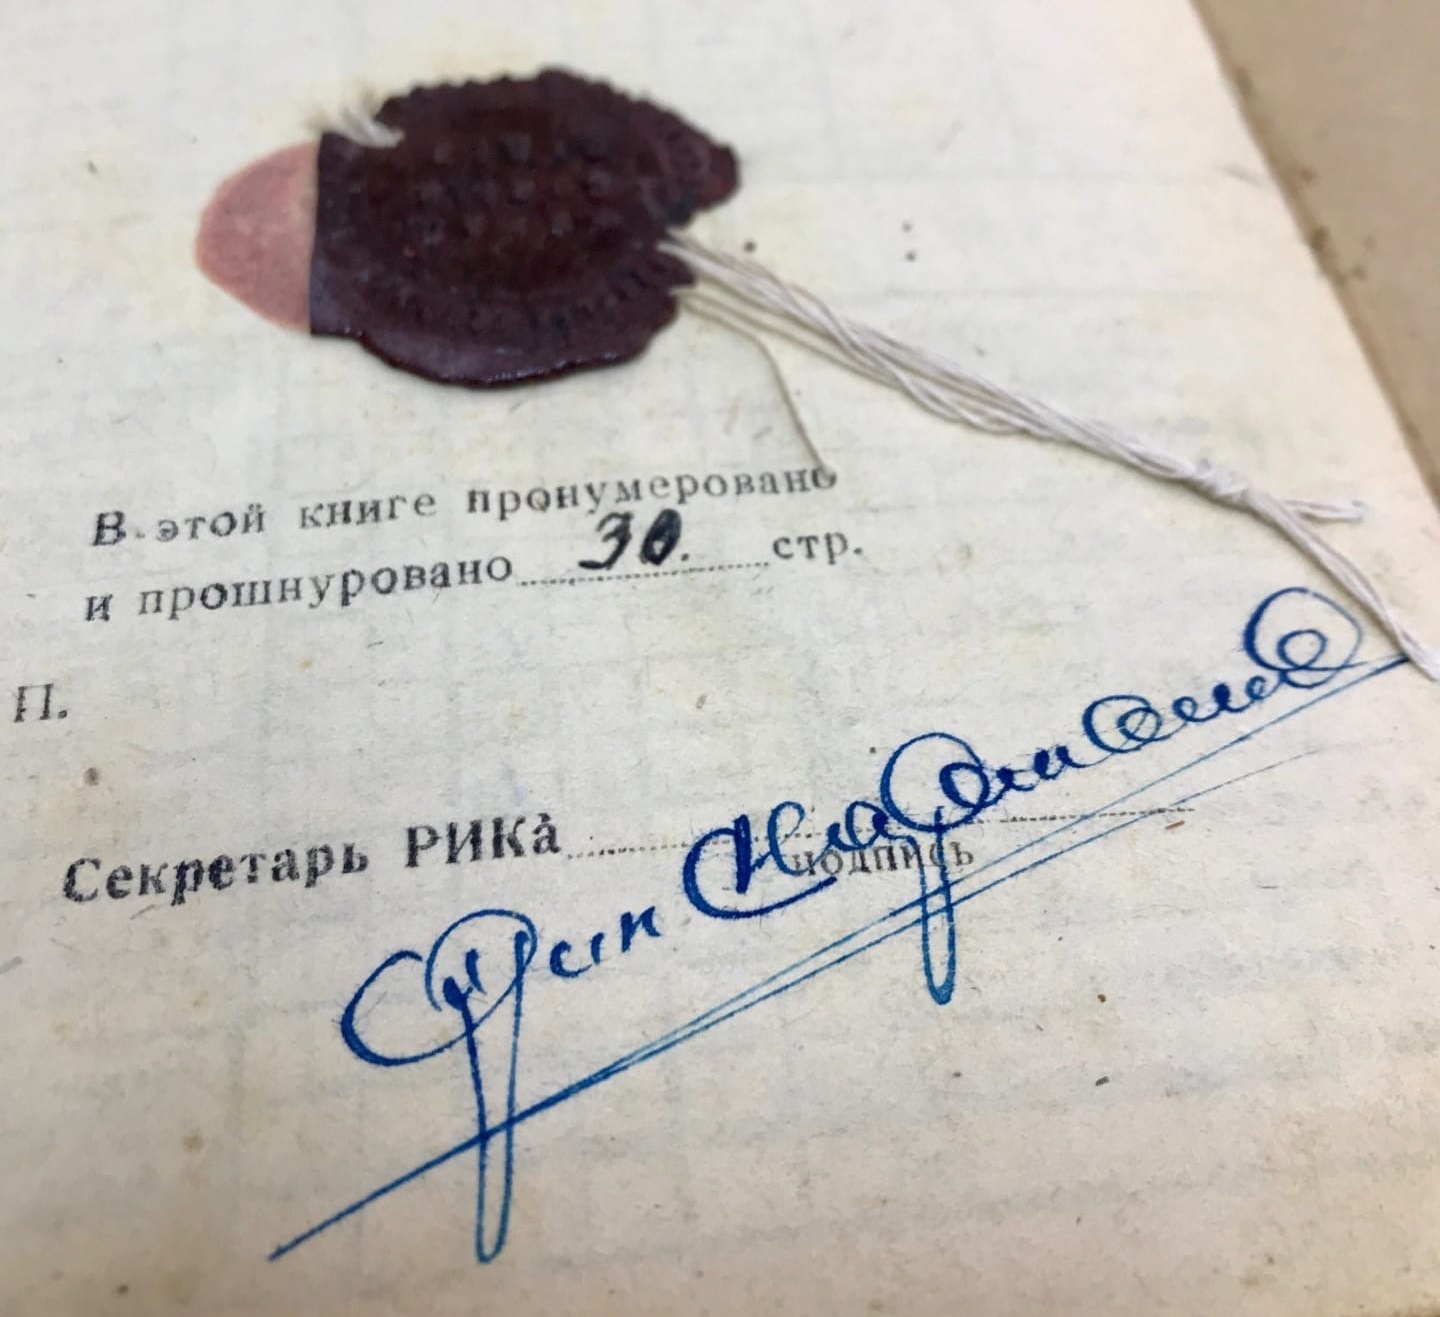 В этой книге пронумеровано
и прошнуровано 30. стр.
П.
Секретарь РИКа
подпись